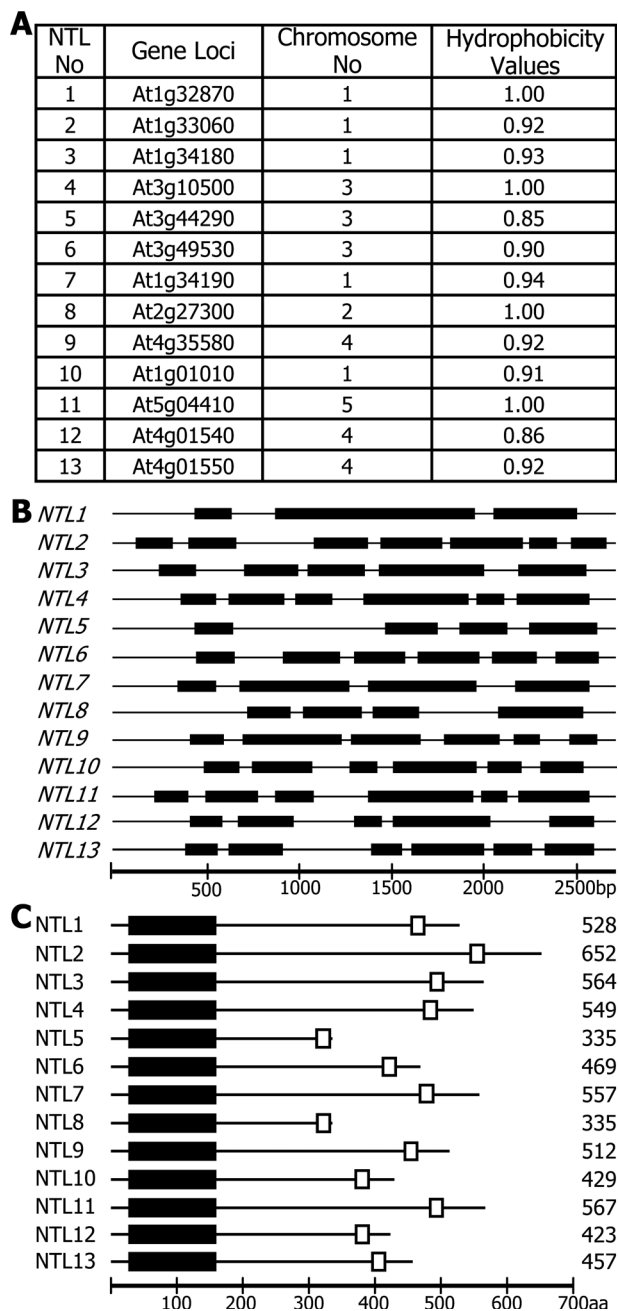 A
NTL No Gene Loci Chromosome No Hydrophobicity Values
1 At1g32870 1 1.00
2 At1g33060 1 0.92
3 At1g34180 1 0.93
4 At3g10500 3 1.00
5 At3g44290 3 0.85
6 At3g49530 3 0.90
7 At1g34190 1 0.94
8 At2g27300 2 1.00
9 At4g35580 4 0.92
10 At1g01010 1 0.91
11 At5g04410 5 1.00
12 At4g01540 4 0.86
13 At4g01550 4 0.92
B
NTL1
NTL2
NTL3
NTL4
NTL5
NTL6
NTL7
NTL8
NTL9
NTL10
NTL11
NTL12
NTL13
500 1000 1500 2000 2500bp
C
NTL1 528
NTL2 652
NTL3 564
NTL4 549
NTL5 335
NTL6 469
NTL7 557
NTL8 335
NTL9 512
NTL10 429
NTL11 567
NTL12 423
NTL13 457
100 200 300 400 500 600 700aa